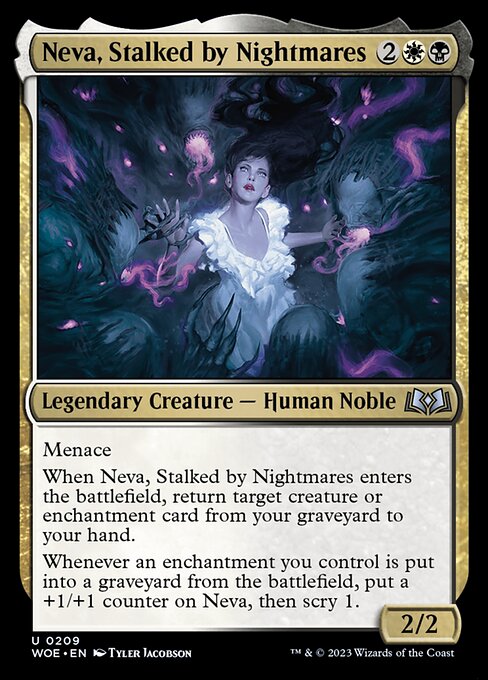 Neva, Stalked by Nightmares 2
Legendary Creature — Human Noble
Menace
When Neva, Stalked by Nightmares enters
the battlefield, return target creature or
enchantment card from your graveyard to
your hand.
Whenever an enchantment you control is put
into a graveyard from the battlefield, put a
+1/+1 counter on Neva, then scry 1.
2/2
U 0209
WOE • EN Tyler Jacobson
™ & © 2023 Wizards of the Coast